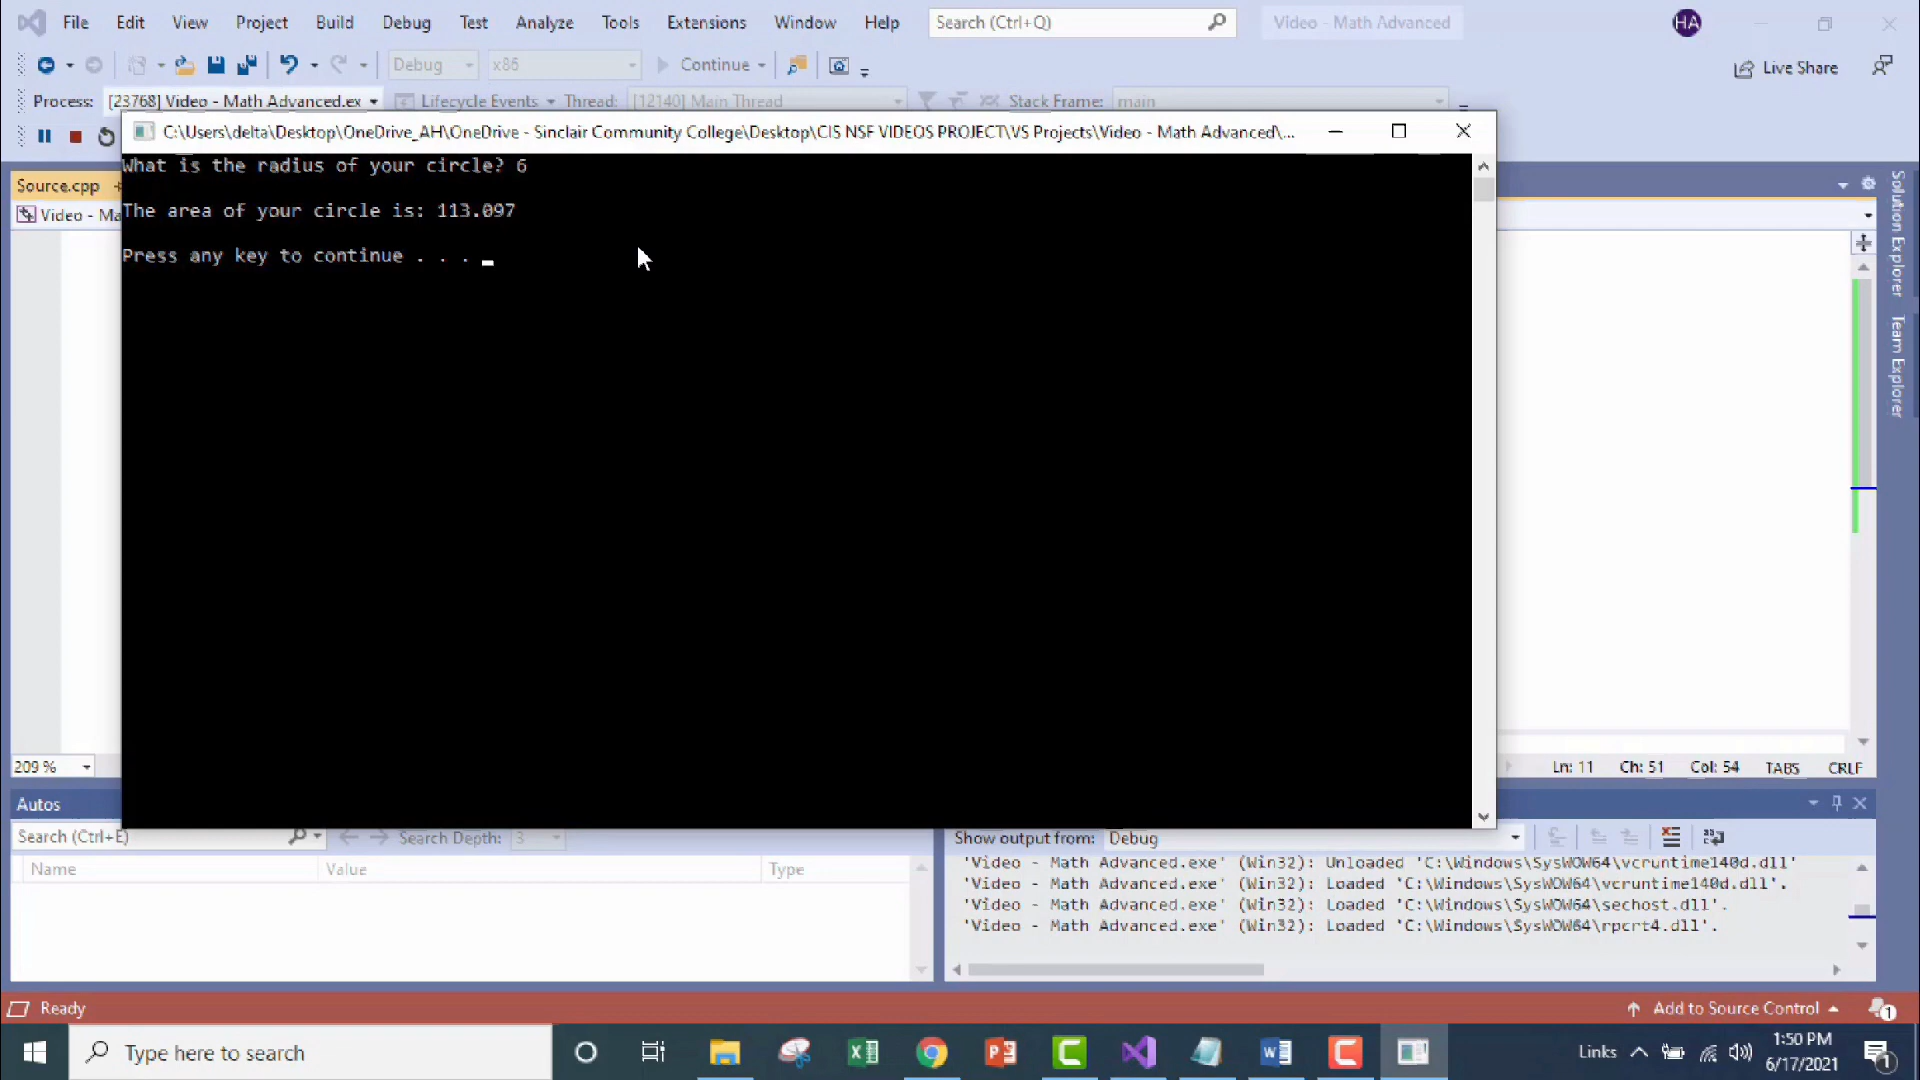 File Edit View Project Build Debug Test Analyze Tools Extensions Window Help Search (Ctrl+Q) Video - Math Advanced HA
Debug x86 Continue Live Share
Process: [23768] Video - Math Advanced.ex Lifecycle Events Thread: [12140] Main Thread Stack Frame: main
C:\Users\delta\Desktop\OneDrive_AH\OneDrive - Sinclair Community College\Desktop\CIS NSF VIDEOS PROJECT\VS Projects\Video - Math Advanced\...
What is the radius of your circle? 6
The area of your circle is: 113.097
Press any key to continue . . .
Source.cpp
Video - Ma
Solution Explorer
Team Explorer
209 % Ln: 11 Ch: 51 Col: 54 TABS CRLF
Autos
Search (Ctrl+E) Search Depth: 3
Name Value Type
Show output from: Debug
'Video - Math Advanced.exe' (Win32): Unloaded 'C:\Windows\SysWOW64\vcruntime140d.dll'
'Video - Math Advanced.exe' (Win32): Loaded 'C:\Windows\SysWOW64\vcruntime140d.dll'.
'Video - Math Advanced.exe' (Win32): Loaded 'C:\Windows\SysWOW64\sechost.dll'.
'Video - Math Advanced.exe' (Win32): Loaded 'C:\Windows\SysWOW64\rpcrt4.dll'.
Ready Add to Source Control 1
Type here to search Links 1:50 PM
6/17/2021 1